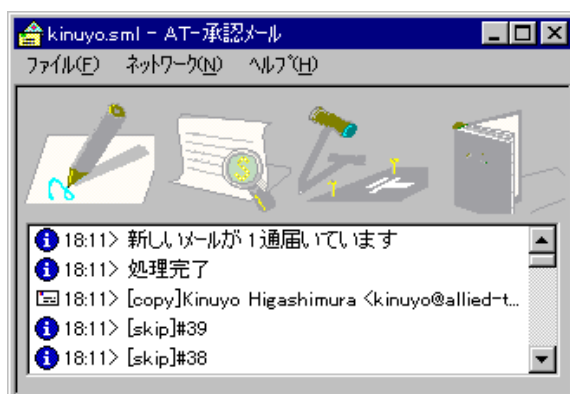 kinuyo.sml - AT-承認メール
ファイル(F) ネットワーク(N) ヘルプ(H)
18:11> 新しいメールが1通届いています
18:11> 処理完了
18:11> [copy]Kinuyo Higashimura <kinuyo@allied-t...
18:11> [skip]#39
18:11> [skip]#38